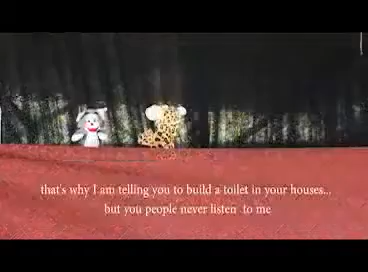 that's why I am telling you to build a toilet in your houses...
but you people never listen  to me